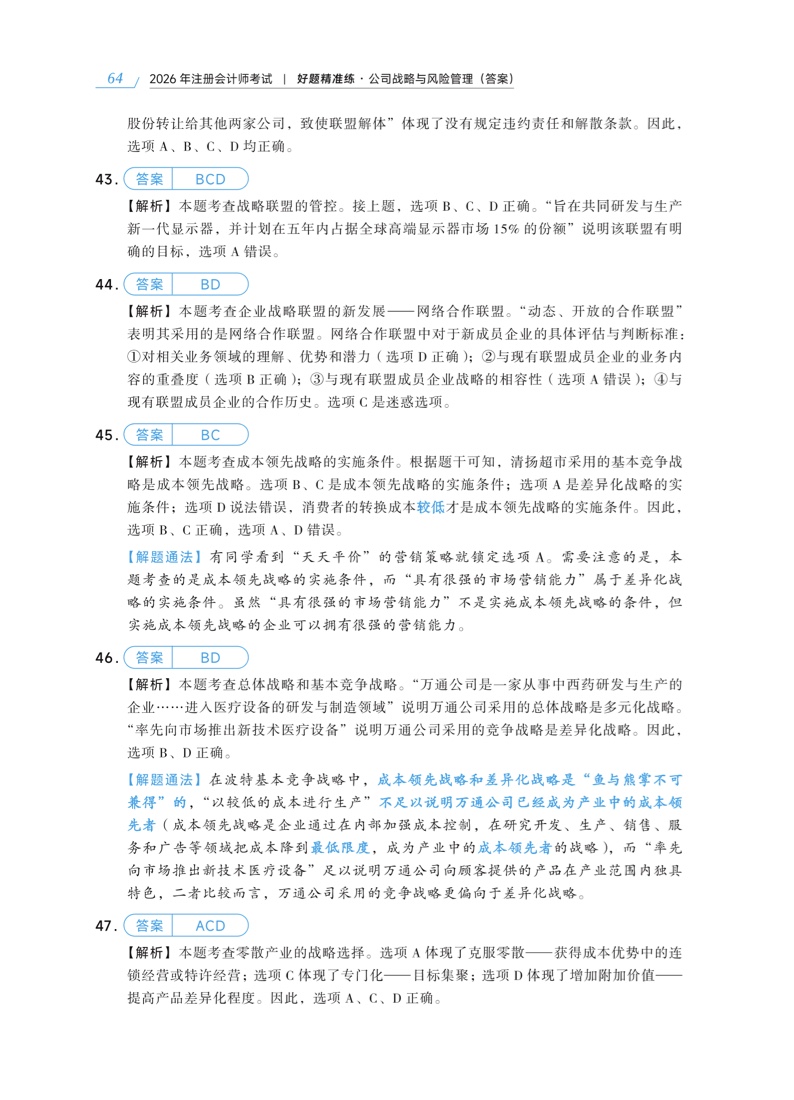 64 2026 年注册会计师考试 | 好题精准练·公司战略与风险管理（答案）
股份转让给其他两家公司，致使联盟解体”体现了没有规定违约责任和解散条款。因此，
选项 A、B、C、D 均正确。
43. 答案 BCD
【解析】本题考查战略联盟的管控。接上题，选项 B、C、D 正确。“旨在共同研发与生产
新一代显示器，并计划在五年内占据全球高端显示器市场 15% 的份额”说明该联盟有明
确的目标，选项 A 错误。
44. 答案 BD
【解析】本题考查企业战略联盟的新发展——网络合作联盟。“动态、开放的合作联盟”
表明其采用的是网络合作联盟。网络合作联盟中对于新成员企业的具体评估与判断标准：
①对相关业务领域的理解、优势和潜力（选项 D 正确）；②与现有联盟成员企业的业务内
容的重叠度（选项 B 正确）；③与现有联盟成员企业战略的相容性（选项 A 错误）；④与
现有联盟成员企业的合作历史。选项 C 是迷惑选项。
45. 答案 BC
【解析】本题考查成本领先战略的实施条件。根据题干可知，清扬超市采用的基本竞争战
略是成本领先战略。选项 B、C 是成本领先战略的实施条件；选项 A 是差异化战略的实
施条件；选项 D 说法错误，消费者的转换成本较低才是成本领先战略的实施条件。因此，
选项 B、C 正确，选项 A、D 错误。
【解题通法】有同学看到“天天平价”的营销策略就锁定选项 A。需要注意的是，本
题考查的是成本领先战略的实施条件，而“具有很强的市场营销能力”属于差异化战
略的实施条件。虽然“具有很强的市场营销能力”不是实施成本领先战略的条件，但
实施成本领先战略的企业可以拥有很强的营销能力。
46. 答案 BD
【解析】本题考查总体战略和基本竞争战略。“万通公司是一家从事中西药研发与生产的
企业……进入医疗设备的研发与制造领域”说明万通公司采用的总体战略是多元化战略。
“率先向市场推出新技术医疗设备”说明万通公司采用的竞争战略是差异化战略。因此，
选项 B、D 正确。
【解题通法】在波特基本竞争战略中，成本领先战略和差异化战略是“鱼与熊掌不可
兼得”的，“以较低的成本进行生产”不足以说明万通公司已经成为产业中的成本领
先者（成本领先战略是企业通过在内部加强成本控制，在研究开发、生产、销售、服
务和广告等领域把成本降到最低限度，成为产业中的成本领先者的战略），而“率先
向市场推出新技术医疗设备”足以说明万通公司向顾客提供的产品在产业范围内独具
特色，二者比较而言，万通公司采用的竞争战略更偏向于差异化战略。
47. 答案 ACD
【解析】本题考查零散产业的战略选择。选项 A 体现了克服零散——获得成本优势中的连
锁经营或特许经营；选项 C 体现了专门化——目标集聚；选项 D 体现了增加附加价值——
提高产品差异化程度。因此，选项 A、C、D 正确。